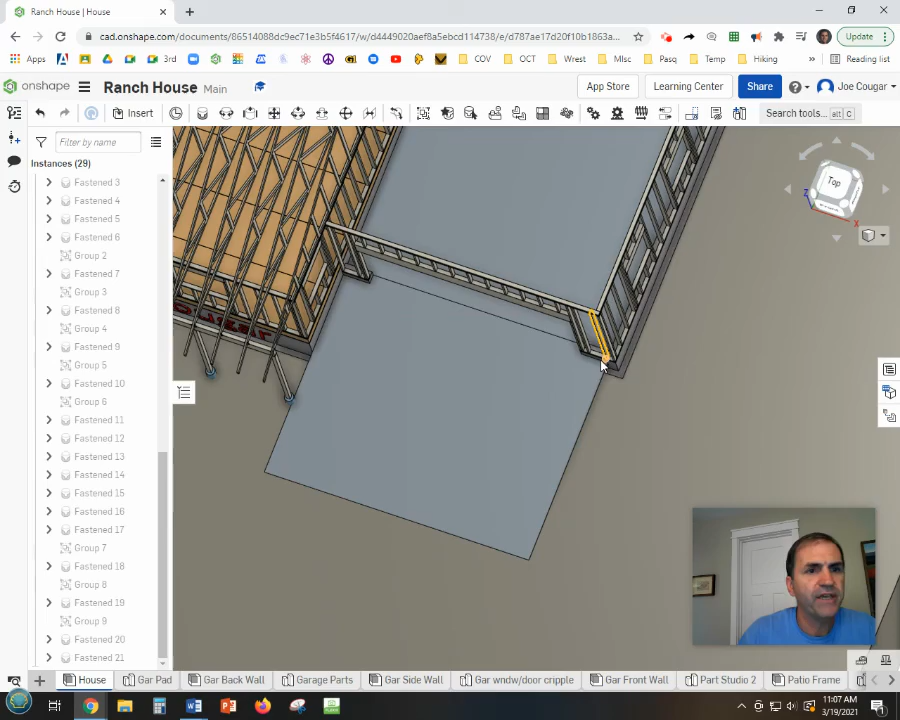 Ranch House | House
cad.onshape.com/documents/86514088dc9ec71e3b5f4617/w/d4449020aef8a5ebcd114738/e/d787ae17d20f10b1863a...
Update
Apps
3rd
COV
OCT
Wrest
MIsc
Pasq
Temp
Hiking
»
Reading list
onshape
Ranch House Main
App Store
Learning Center
Share
Joe Cougar
Insert
Search tools... alt C
Filter by name
Instances (29)
Fastened 3
Fastened 4
Fastened 5
Fastened 6
Group 2
Fastened 7
Group 3
Fastened 8
Group 4
Fastened 9
Group 5
Fastened 10
Group 6
Fastened 11
Fastened 12
Fastened 13
Fastened 14
Fastened 15
Fastened 16
Fastened 17
Group 7
Fastened 18
Group 8
Fastened 19
Group 9
Fastened 20
Fastened 21
Top
Z
X
House
Gar Pad
Gar Back Wall
Garage Parts
Gar Side Wall
Gar wndw/door cripple
Gar Front Wall
Part Studio 2
Patio Frame
11:07 AM
3/19/2021